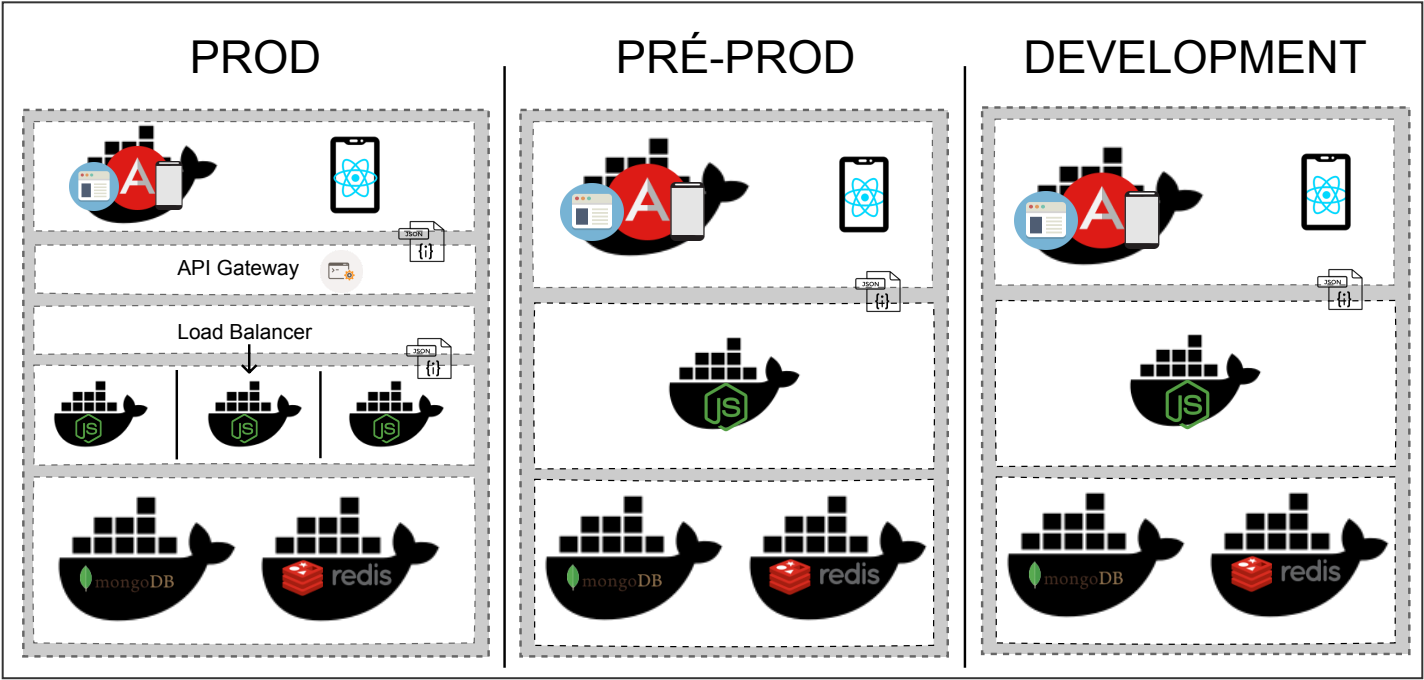 PROD
PRÉ-PROD
DEVELOPMENT
JSON
{i}
API Gateway
Load Balancer
JSON
{i}
JS
JS
JS
mongoDB
redis
JSON
{i}
JS
mongoDB
redis
JSON
{i}
JS
mongoDB
redis